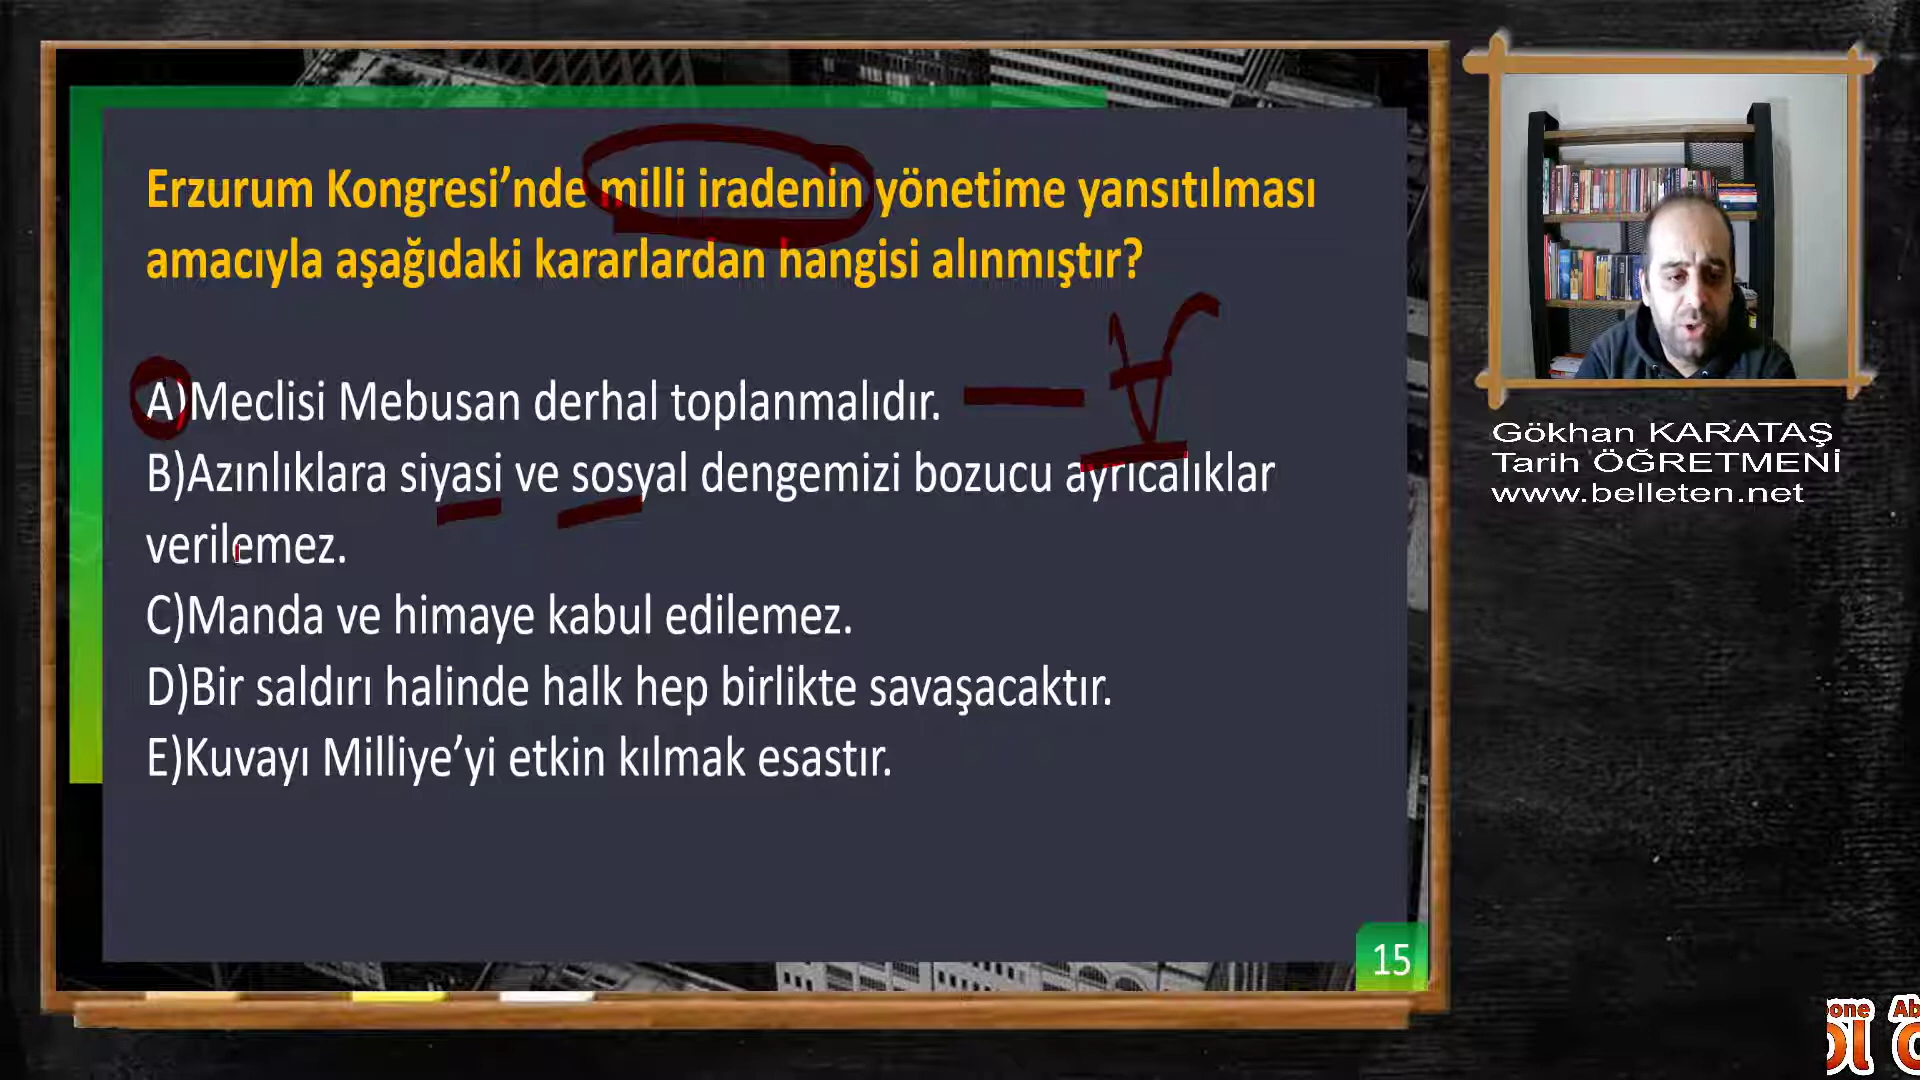 Erzurum Kongresi’nde milli iradenin yönetime yansıtılması
amacıyla aşağıdaki kararlardan hangisi alınmıştır?
A)Meclisi Mebusan derhal toplanmalıdır.
B)Azınlıklara siyasi ve sosyal dengemizi bozucu ayrıcalıklar
verilemez.
C)Manda ve himaye kabul edilemez.
D)Bir saldırı halinde halk hep birlikte savaşacaktır.
E)Kuvayı Milliye’yi etkin kılmak esastır.
15
Gökhan KARATAŞ
Tarih ÖĞRETMENİ
www.belleten.net